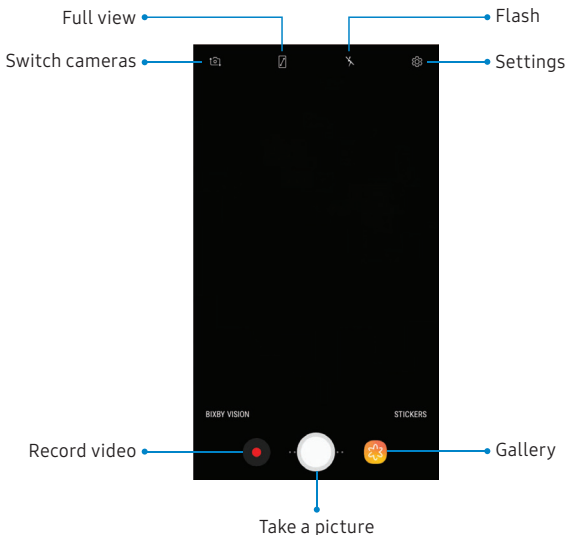 Full view
Flash
Switch cameras
Settings
BIXBY VISION
STICKERS
Record video
Gallery
Take a picture